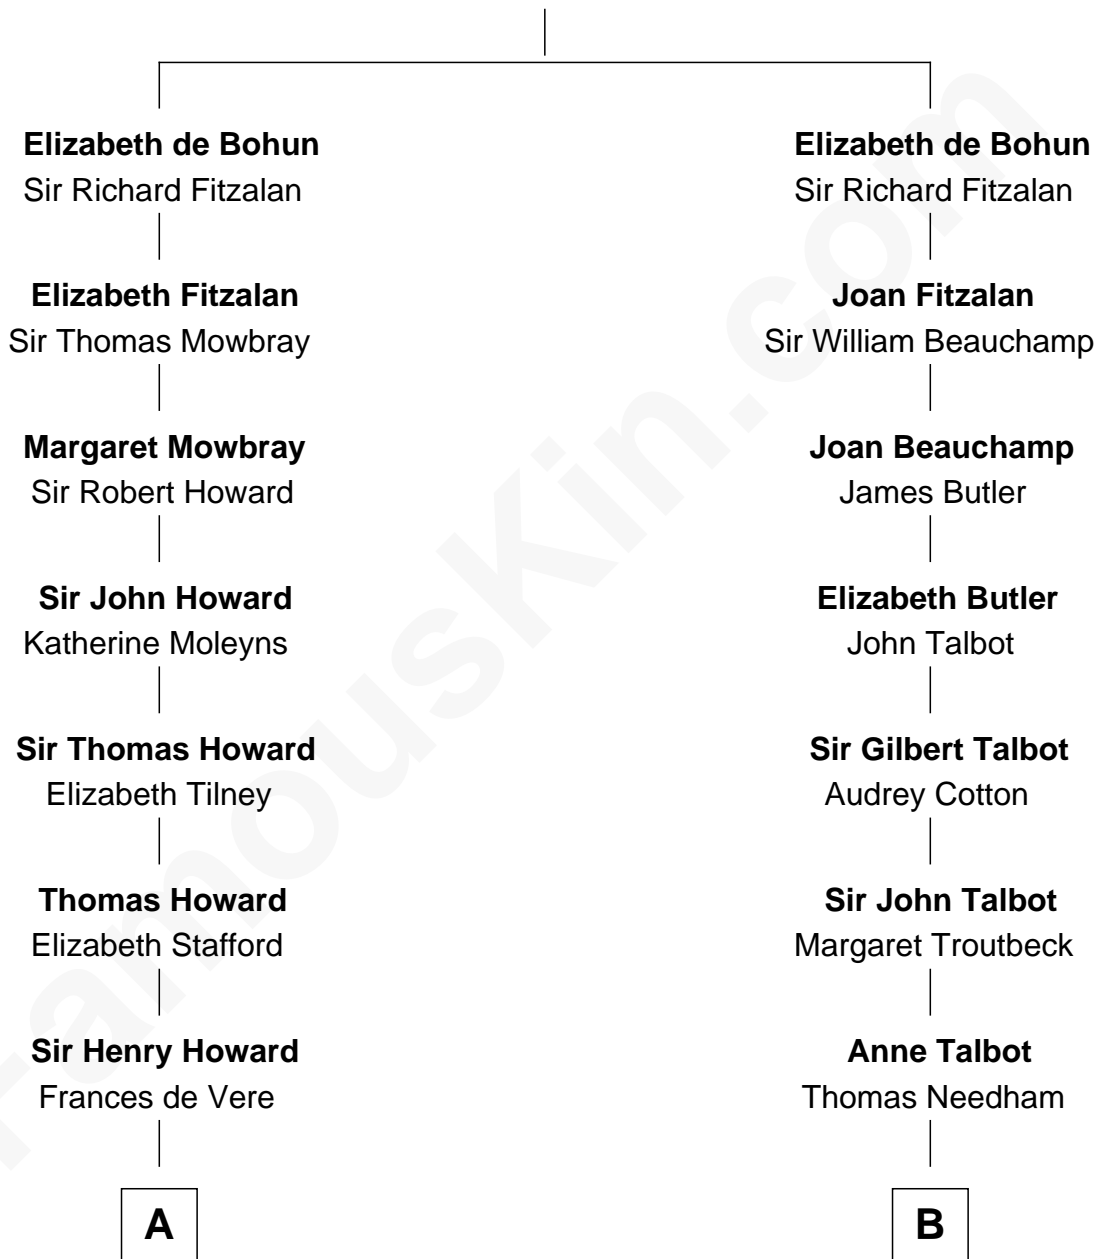 Elizabeth de Bohun
Sir Richard Fitzalan
Elizabeth Fitzalan
Sir Thomas Mowbray
Margaret Mowbray
Sir Robert Howard
Sir John Howard
Katherine Moleyns
Sir Thomas Howard
Elizabeth Tilney
Thomas Howard
Elizabeth Stafford
Sir Henry Howard
Frances de Vere
A
Elizabeth de Bohun
Sir Richard Fitzalan
Joan Fitzalan
Sir William Beauchamp
Joan Beauchamp
James Butler
Elizabeth Butler
John Talbot
Sir Gilbert Talbot
Audrey Cotton
Sir John Talbot
Margaret Troutbeck
Anne Talbot
Thomas Needham
B
FamousKin.com